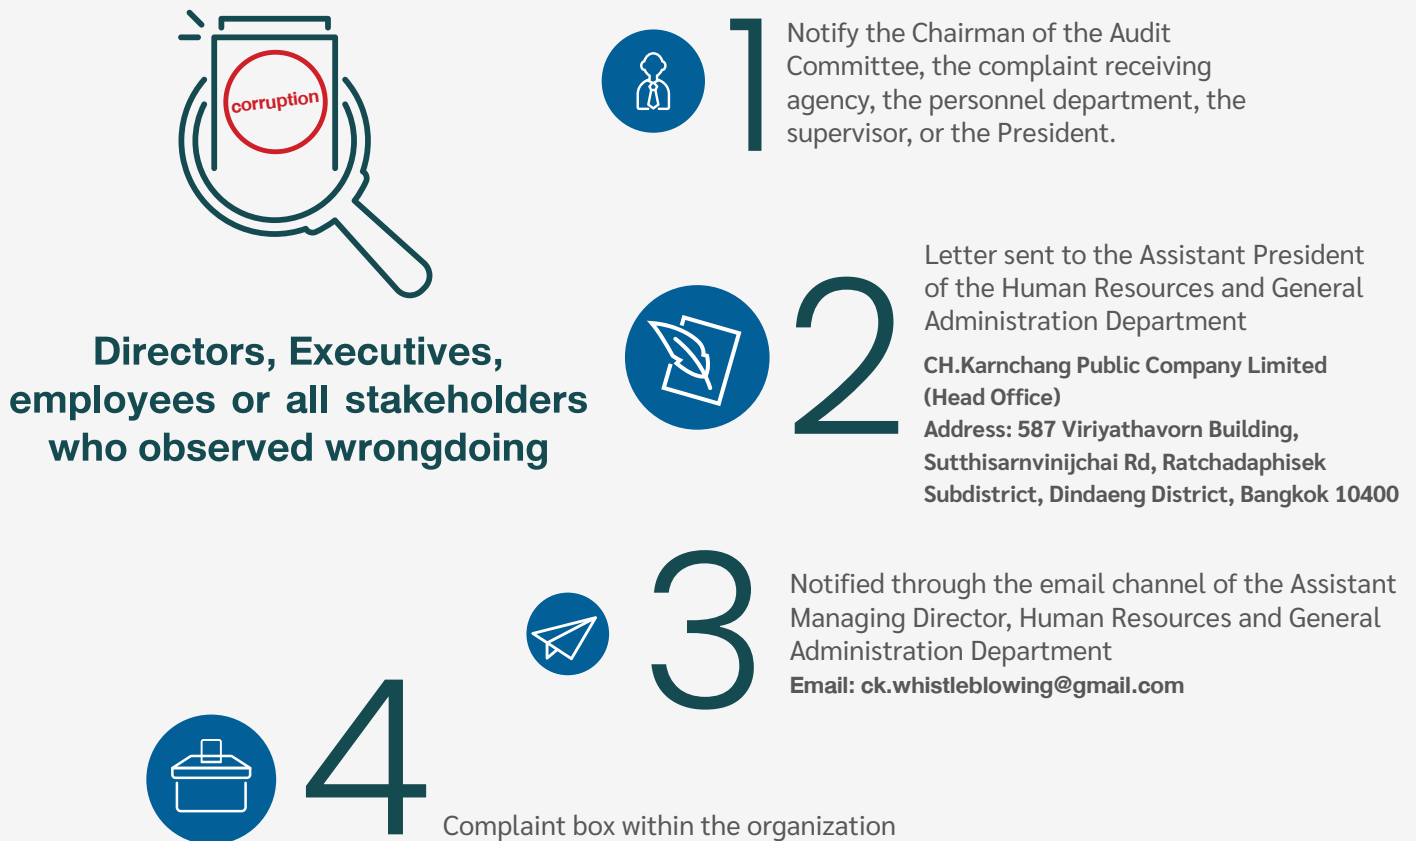 corruption
Directors, Executives,
employees or all stakeholders
who observed wrongdoing
1
Notify the Chairman of the Audit
Committee, the complaint receiving
agency, the personnel department, the
supervisor, or the President.
2
Letter sent to the Assistant President
of the Human Resources and General
Administration Department
CH.Karnchang Public Company Limited
(Head Office)
Address: 587 Viriyathavorn Building,
Sutthisarnvinijchai Rd, Ratchadaphisek
Subdistrict, Dindaeng District, Bangkok 10400
3
Notified through the email channel of the Assistant
Managing Director, Human Resources and General
Administration Department
Email: ck.whistleblowing@gmail.com
4
Complaint box within the organization